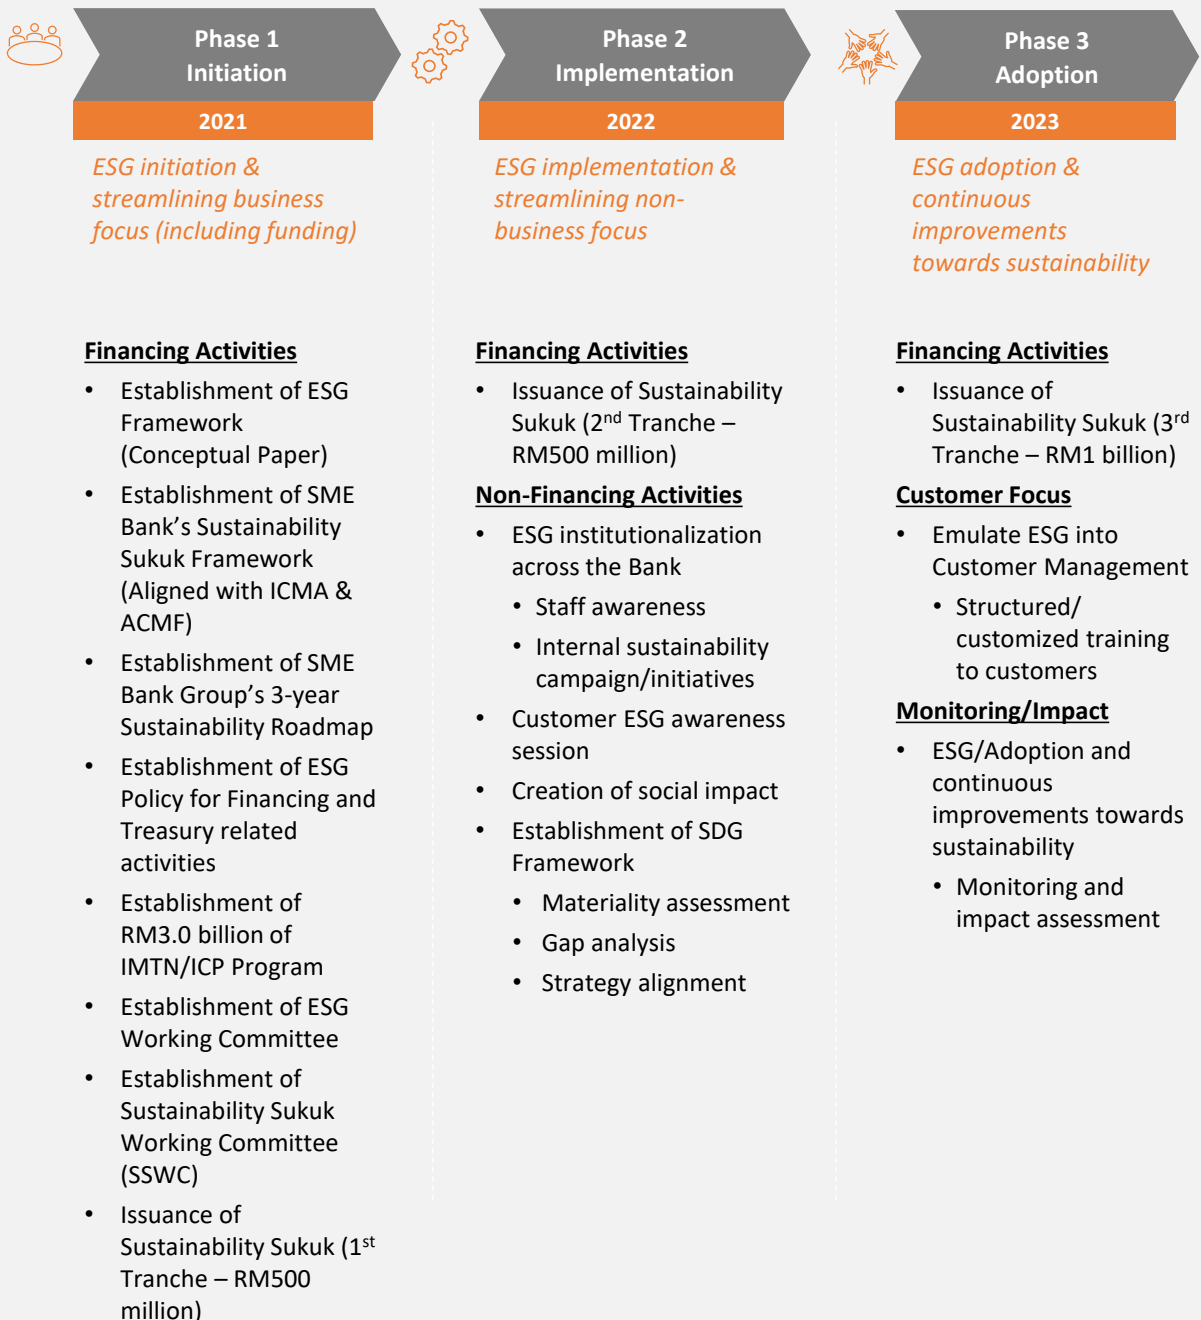 Phase 1
Initiation
2021
ESG initiation &
streamlining business
focus (including funding)
Financing Activities
• Establishment of ESG
Framework
(Conceptual Paper)
• Establishment of SME
Bank’s Sustainability
Sukuk Framework
(Aligned with ICMA &
ACMF)
• Establishment of SME
Bank Group’s 3-year
Sustainability Roadmap
• Establishment of ESG
Policy for Financing and
Treasury related
activities
• Establishment of
RM3.0 billion of
IMTN/ICP Program
• Establishment of ESG
Working Committee
• Establishment of
Sustainability Sukuk
Working Committee
(SSWC)
• Issuance of
Sustainability Sukuk (1st
Tranche – RM500
million)
Phase 2
Implementation
2022
ESG implementation &
streamlining non-
business focus
Financing Activities
• Issuance of Sustainability
Sukuk (2nd Tranche –
RM500 million)
Non-Financing Activities
• ESG institutionalization
across the Bank
• Staff awareness
• Internal sustainability
campaign/initiatives
• Customer ESG awareness
session
• Creation of social impact
• Establishment of SDG
Framework
• Materiality assessment
• Gap analysis
• Strategy alignment
Phase 3
Adoption
2023
ESG adoption &
continuous
improvements
towards sustainability
Financing Activities
• Issuance of
Sustainability Sukuk (3rd
Tranche – RM1 billion)
Customer Focus
• Emulate ESG into
Customer Management
• Structured/
customized training
to customers
Monitoring/Impact
• ESG/Adoption and
continuous
improvements towards
sustainability
• Monitoring and
impact assessment